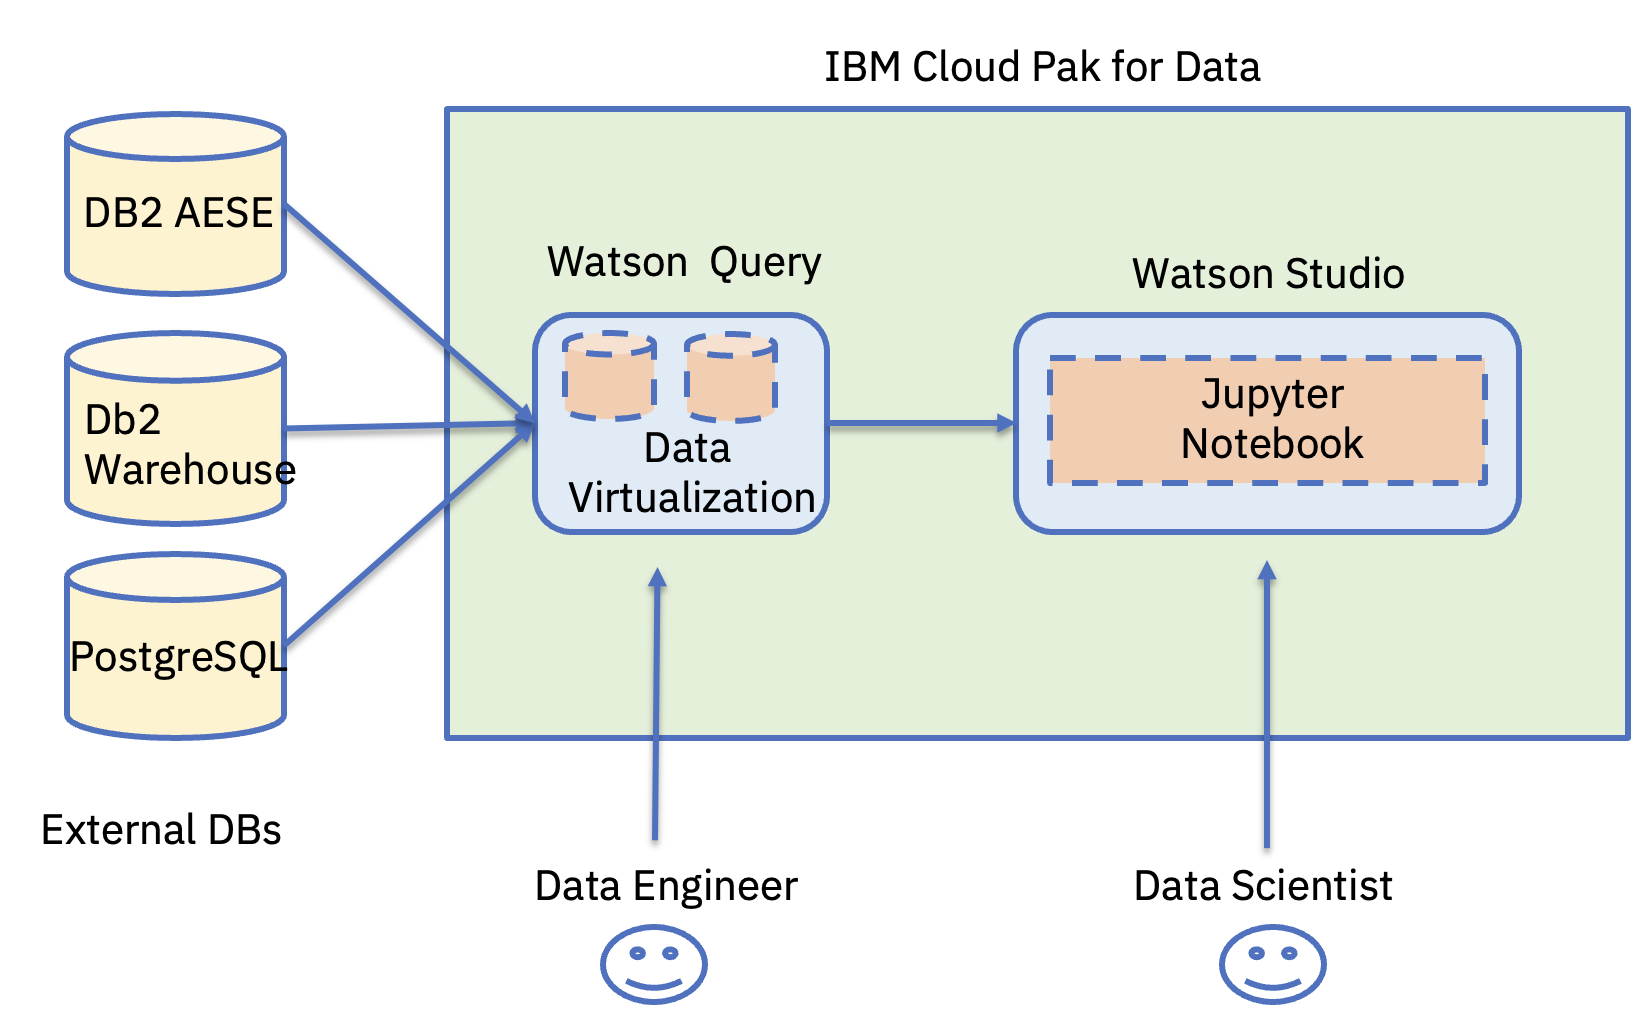 IBM Cloud Pak for Data
DB2 AESE
Db2
Warehouse
PostgreSQL
External DBs
Watson  Query
Data
Virtualization
Watson Studio
Jupyter
Notebook
Data Engineer
Data Scientist